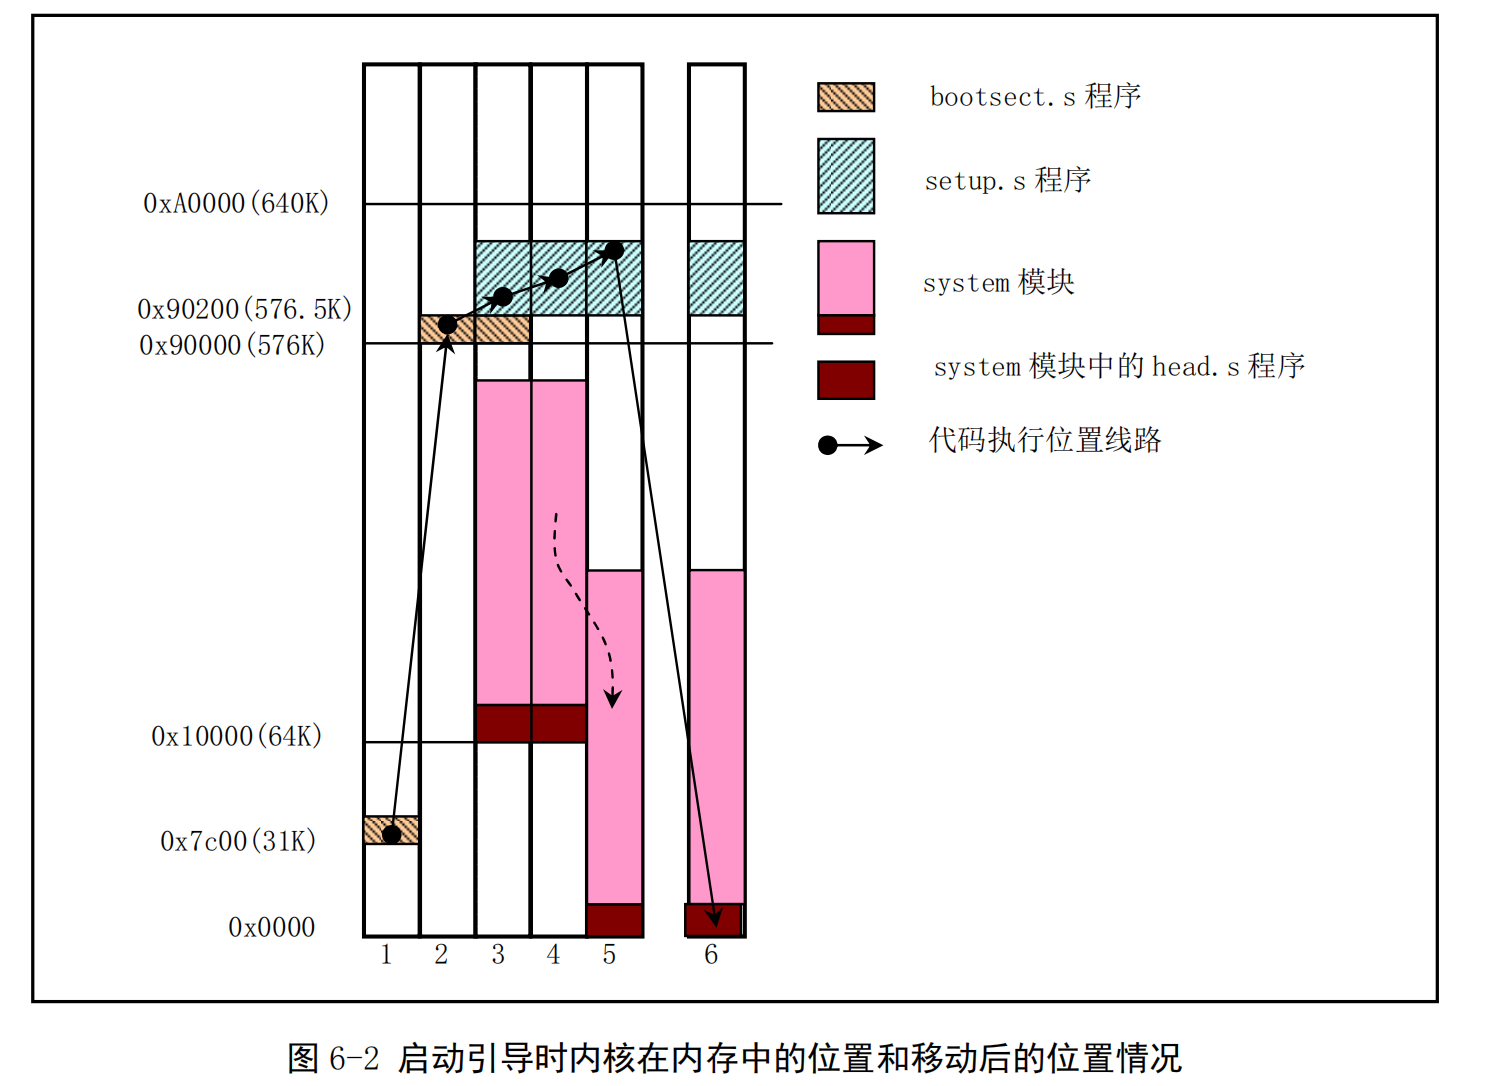 bootsect.s 程序
setup.s 程序
0xA0000(640K)
system 模块
0x90200(576.5K)
0x90000(576K)
system 模块中的 head.s 程序
代码执行位置线路
0x10000(64K)
0x7c00(31K)
0x0000
1 2 3 4 5 6
图 6-2 启动引导时内核在内存中的位置和移动后的位置情况